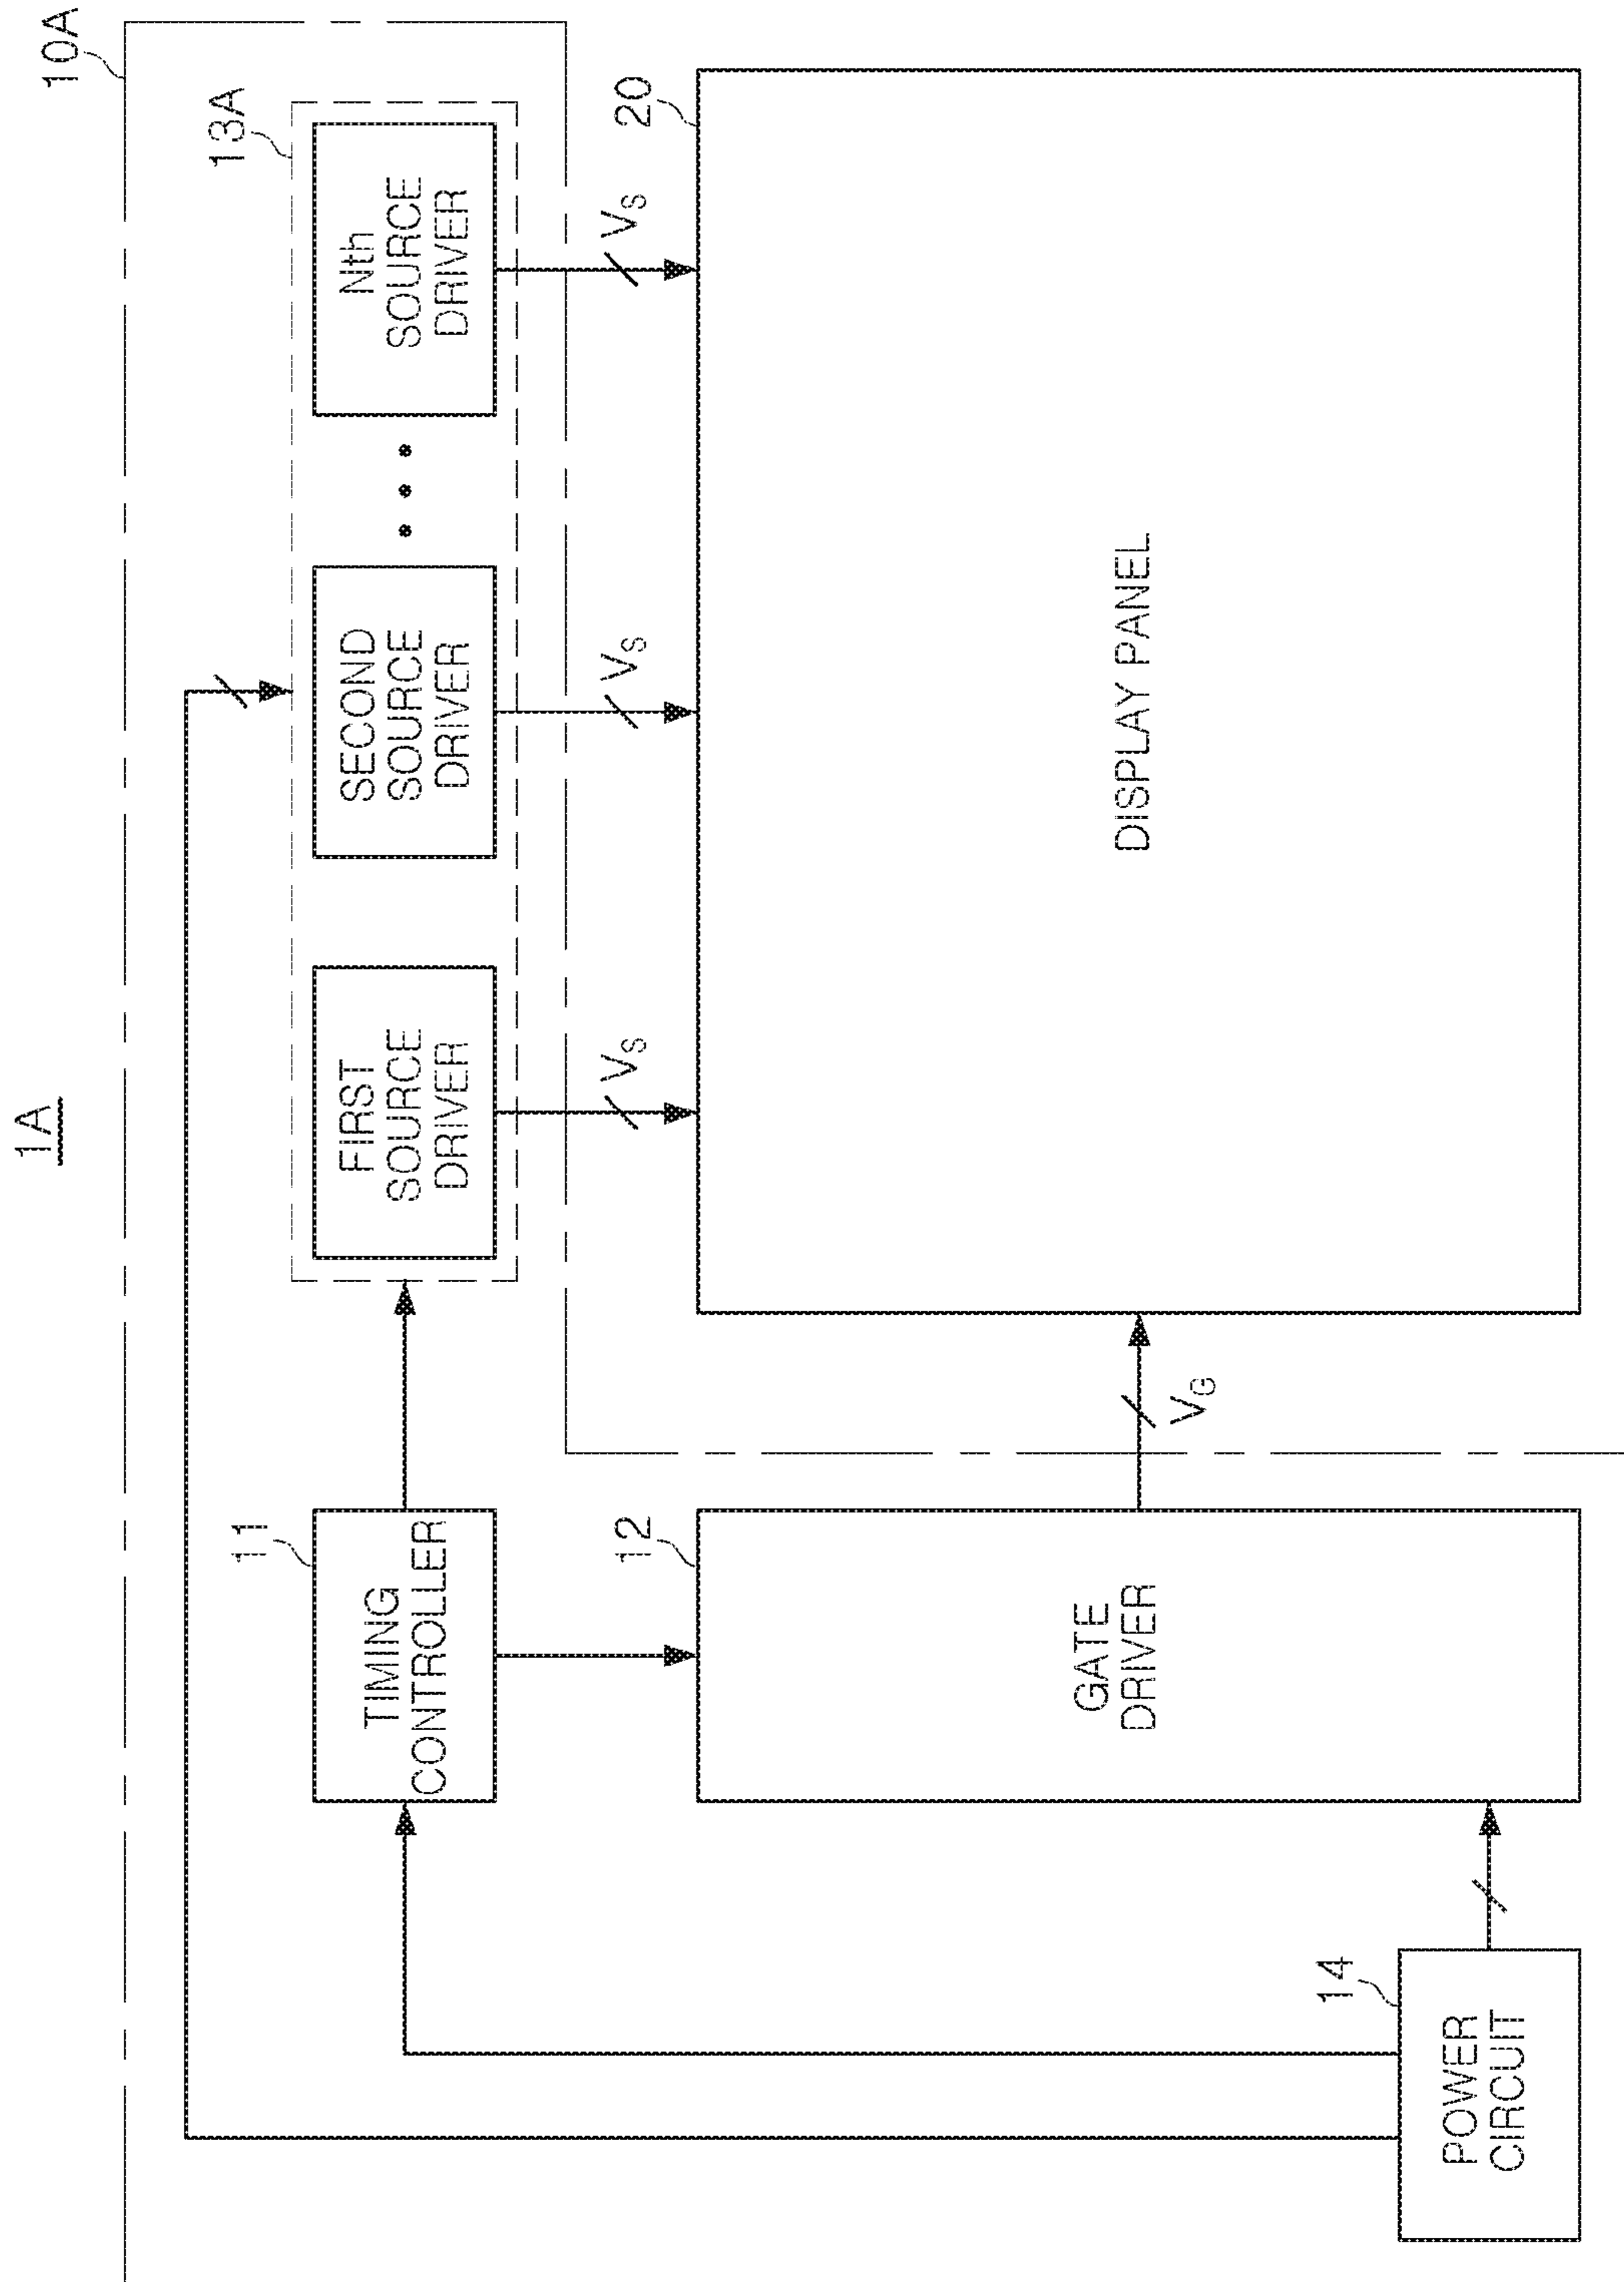 1A
10A
13A
11
TIMING
CONTROLLER
FIRST
SOURCE
DRIVER
SECOND
SOURCE
DRIVER
Nth
SOURCE
DRIVER
VS
VS
VS
12
20
GATE
DRIVER
VG
DISPLAY PANEL
14
POWER
CIRCUIT